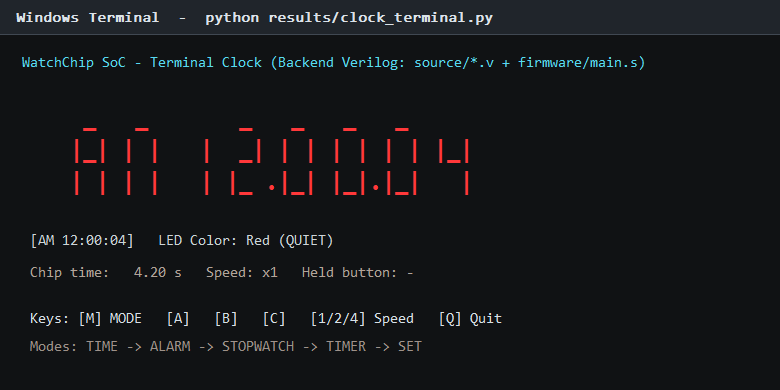 Windows Terminal - python results/clock_terminal.py
WatchChip SoC - Terminal Clock (Backend Verilog: source/*.v + firmware/main.s)
AM 12.00.04
[AM 12:00:04] LED Color: Red (QUIET)
Chip time: 4.20 s Speed: x1 Held button: -
Keys: [M] MODE [A] [B] [C] [1/2/4] Speed [Q] Quit
Modes: TIME -> ALARM -> STOPWATCH -> TIMER -> SET